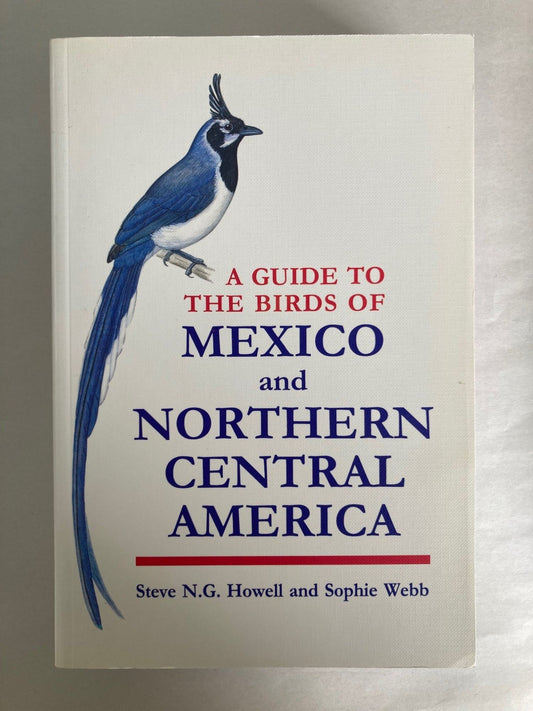 A GUIDE TO
THE BIRDS OF
MEXICO
and
NORTHERN
CENTRAL
AMERICA
Steve N.G. Howell and Sophie Webb